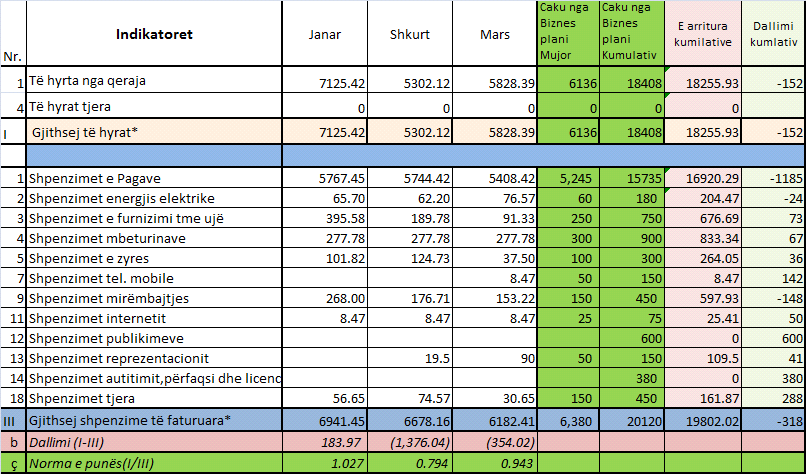 Nr. Indikatoret Janar Shkurt Mars Caku nga Biznes plani Mujor Caku nga Biznes plani Kumulativ E arritura kumilative Dallimi kumlativ
1 Të hyrta nga qeraja 7125.42 5302.12 5828.39 6136 18408 18255.93 -152
4 Të hyrat tjera 0 0 0 0 0 0
I Gjithsej të hyrat* 7125.42 5302.12 5828.39 6136 18408 18255.93 -152
1 Shpenzimet e Pagave 5767.45 5744.42 5408.42 5,245 15735 16920.29 -1185
2 Shpenzimet energjis elektrike 65.70 62.20 76.57 60 180 204.47 -24
3 Shpenzimet e furnizimi tme ujë 395.58 189.78 91.33 250 750 676.69 73
4 Shpenzimet mbeturinave 277.78 277.78 277.78 300 900 833.34 67
5 Shpenzimet e zyres 101.82 124.73 37.50 100 300 264.05 36
7 Shpenzimet tel. mobile 8.47 50 150 8.47 142
9 Shpenzimet mirëmbajtjes 268.00 176.71 153.22 150 450 597.93 -148
11 Shpenzimet internetit 8.47 8.47 8.47 25 75 25.41 50
12 Shpenzimet publikimeve 600 0 600
13 Shpenzimet reprezentacionit 19.5 90 50 150 109.5 41
14 Shpenzimet autitimit,përfaqsi dhe licenc 380 0 380
18 Shpenzimet tjera 56.65 74.57 30.65 150 450 161.87 288
III Gjithsej shpenzime të faturuara* 6941.45 6678.16 6182.41 6,380 20120 19802.02 -318
b Dallimi (I-III) 183.97 (1,376.04) (354.02)
ç Norma e punës(I/III) 1.027 0.794 0.943